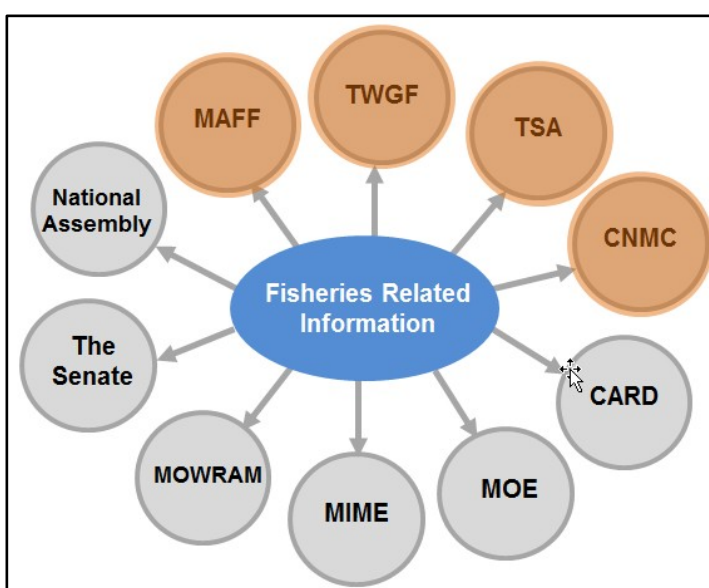 TWGF
MAFF
TSA
National
Assembly
CNMC
Fisheries Related
Information
The
Senate
CARD
MOWRAM
MOE
MIME